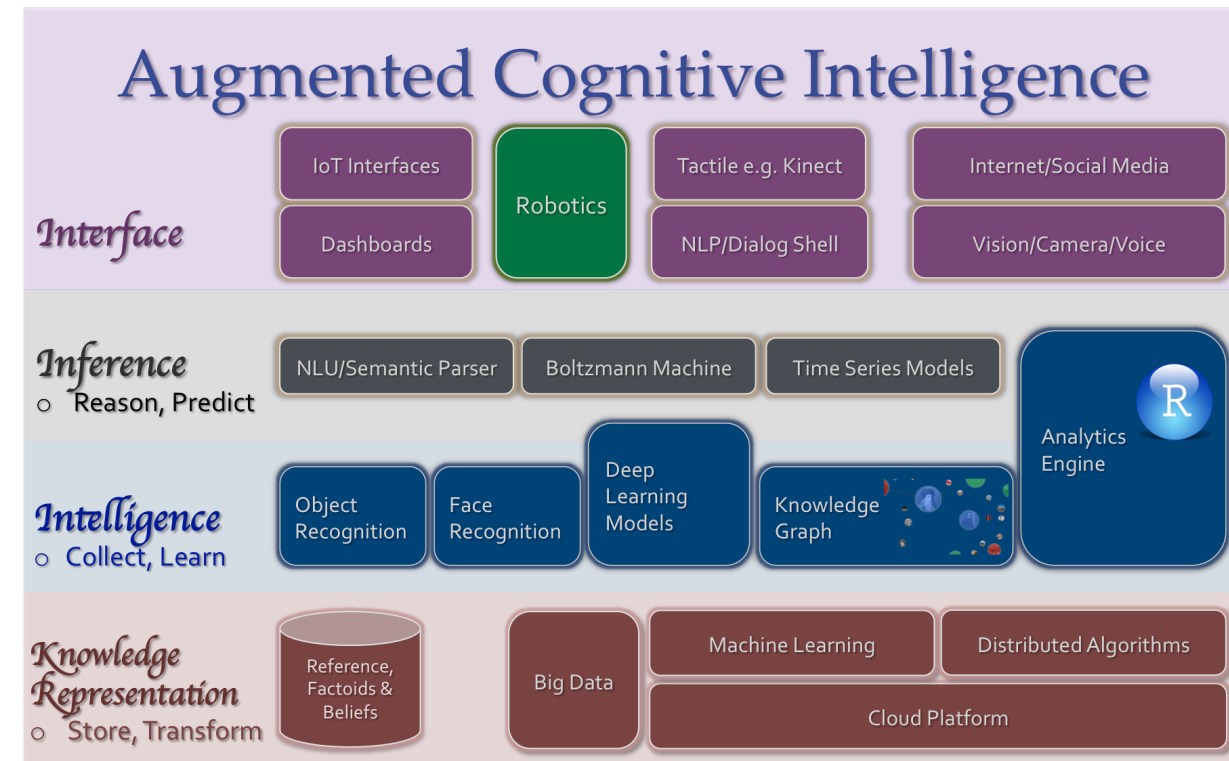 Augmented Cognitive Intelligence
Interface
IoT Interfaces
Robotics
Tactile e.g. Kinect
Internet/Social Media
Dashboards
NLP/Dialog Shell
Vision/Camera/Voice
Inference
o Reason, Predict
NLU/Semantic Parser
Boltzmann Machine
Time Series Models
Analytics
Engine
R
Intelligence
o Collect, Learn
Object
Recognition
Face
Recognition
Deep
Learning
Models
Knowledge
Graph
Knowledge
Representation
o Store, Transform
Reference,
Factoids &
Beliefs
Big Data
Machine Learning
Distributed Algorithms
Cloud Platform